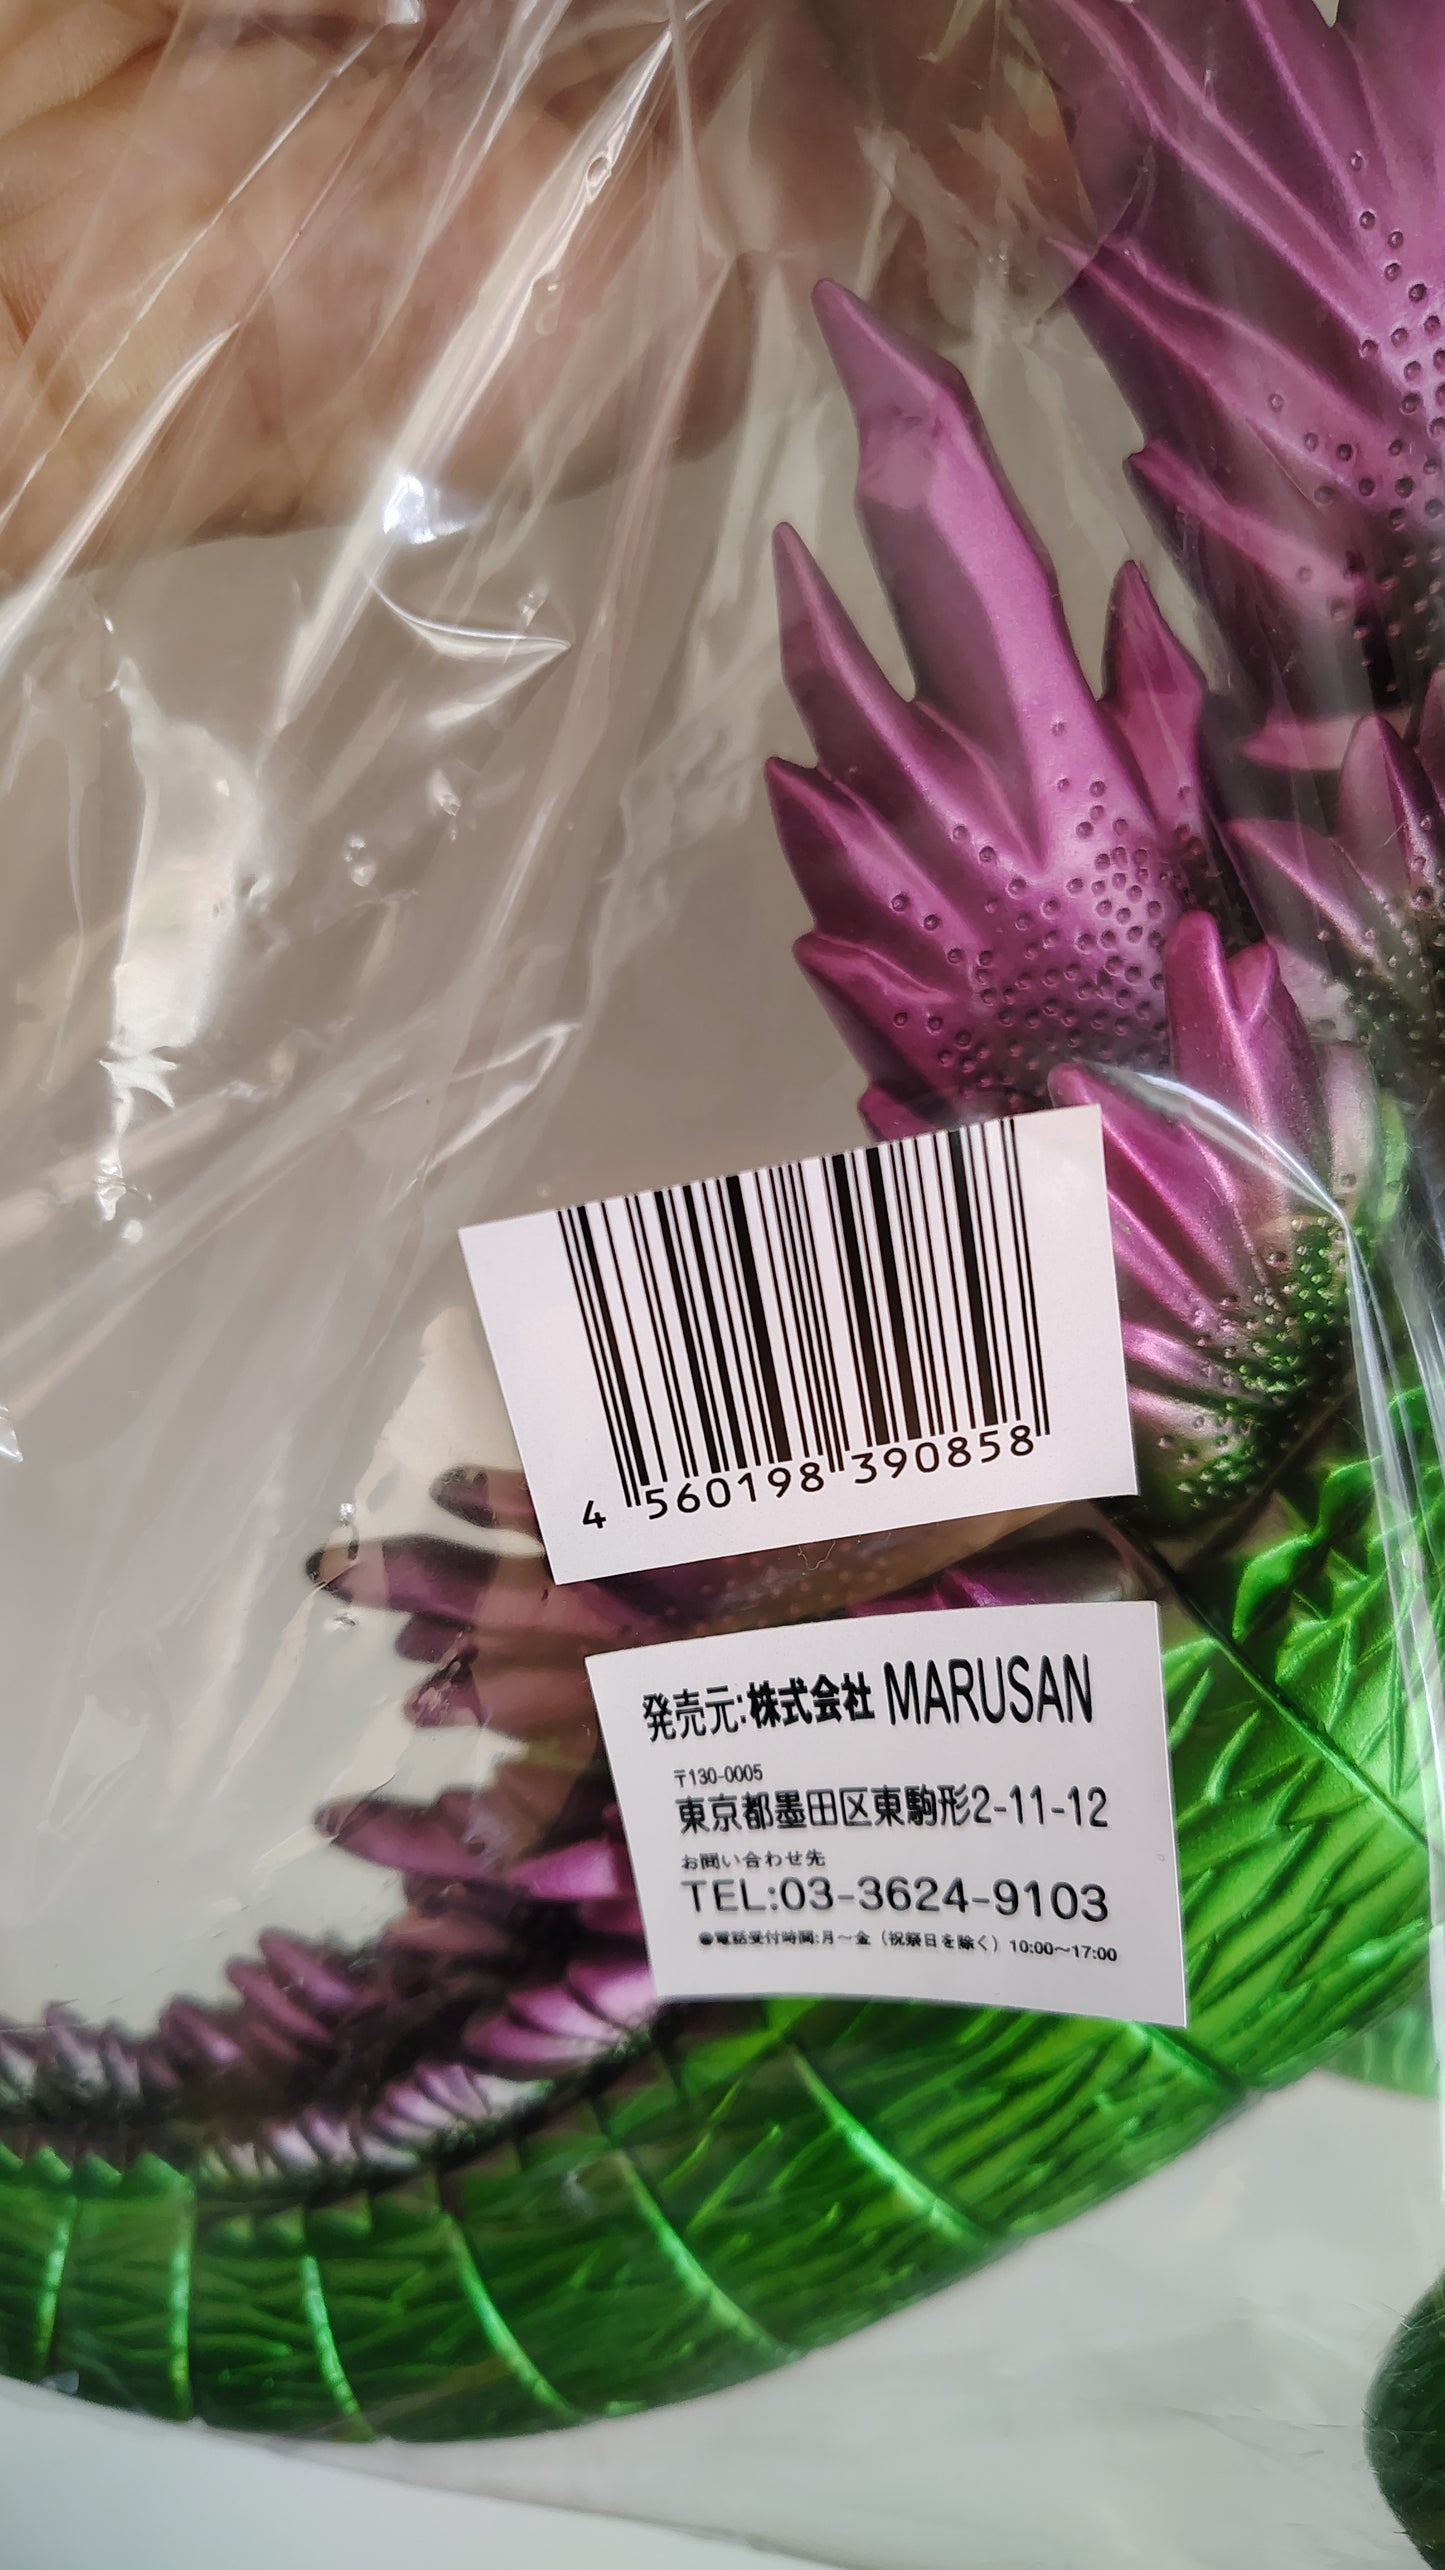 4 560198 390858
発売元:株式会社 MARUSAN
〒130-0005
東京都墨田区東駒形2-11-12
お問い合わせ先
TEL:03-3624-9103
●電話受付時間:月～金（祝祭日を除く）10:00～17:00